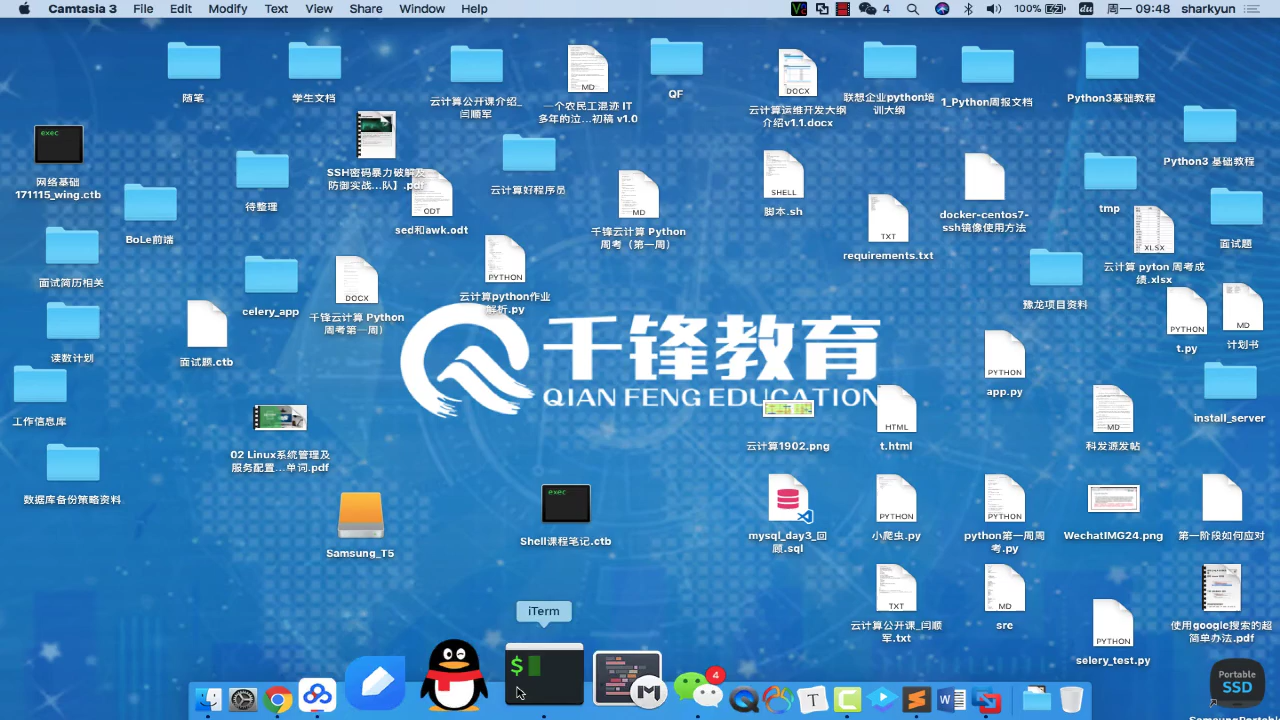 Camtasia 3 File Edit Modify Text View Share Window Help 4 100% 周一 09:48 sharkyun
随笔
学生文档
云计算公开课介绍_
闫顺军
MD
一个农民工混迹 IT
多年的泣...初稿 v1.0
QF
DOCX
云计算运维开发大纲
介绍v1.1.docx
联想企业python培
训大纲
1_Python周报文档
Python3基础教程
exec
网络基础
171115_wing.ctb
待整理
BoLe前端
SSH密码暴力破解及
防御实战...队】.pdf
ODT
sed和awk.odt
云计算好程序员
MD
千锋云计算 Python
周考（第一周）
SHELL
脚本.sh
TXT
requirements.txt
docker-centos7-
ssh镜像使用方法
tmp
XLSX
云计算 pyton 周考成
绩.xlsx
面试题
面试简历相关
celery_app
DOCX
千锋云计算 Python
周考第一周）
PYTHON
云计算python作业
解析.py
豫龙项目资料
PYTHON
t.py
MD
计划书
读数计划
面试题.ctb
千锋教育
QIAN FENG EDUCATION
PYTHON
app.py
install_server
工作信息库
02 Linux系统管理及
服务配置...单词.pdf
云计算1902.png
HTML
t.html
MD
科发源发帖
数据库备份策略资料
Samsung_T5
exec
Shell课程笔记.ctb
mysql_day3_回
顾.sql
PYTHON
小爬虫.py
PYTHON
python第一周周
考.py
WechatIMG24.png
第一阶段如何应对
iTerm
TXT
云计算公开课_闫顺
军.txt
MD
src
PYTHON
使用google搜索的超
简单办法.pdf
$
4
T
Portable
SSD